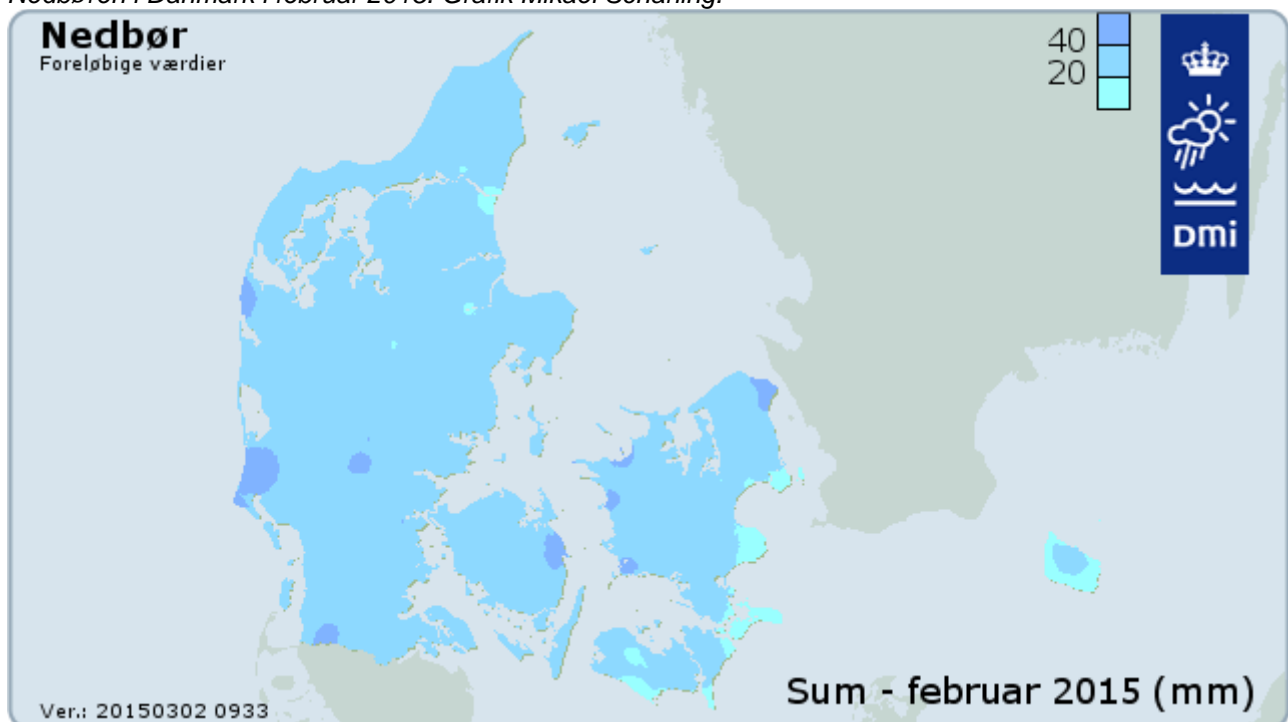 Nedbøren i Danmark i februar 2015. Grafik Mikael Scharling.
Nedbør
Foreløbige værdier
40
20
DMi
Sum - februar 2015 (mm)
Ver.: 20150302 0933